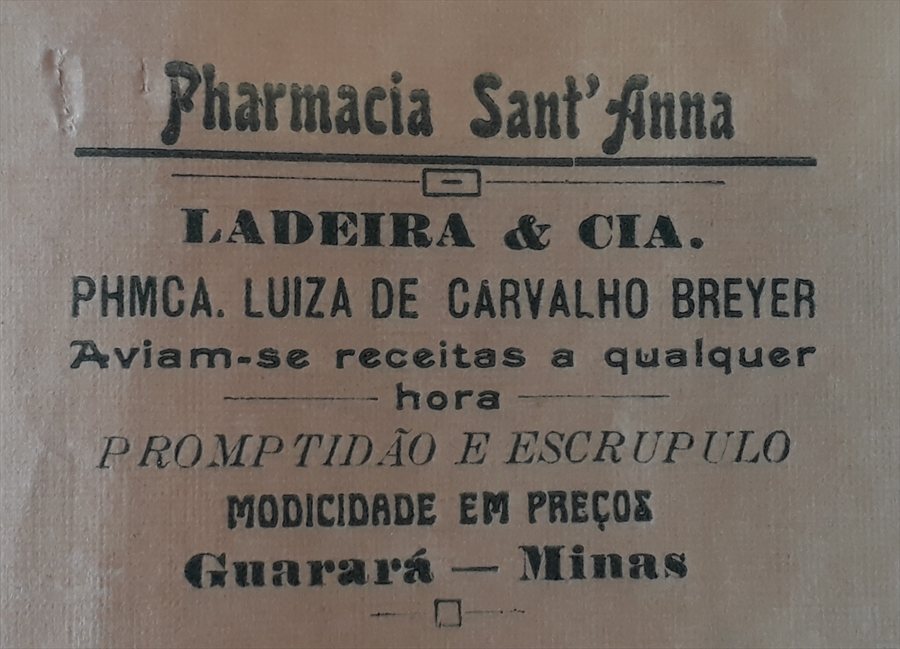 Pharmacia Sant'Anna
LADEIRA & CIA.
PHMCA. LUIZA DE CARVALHO BREYER
Aviam-se receitas a qualquer
hora
PROMPTIDÃO E ESCRUPULO
MODICIDADE EM PREÇOS
Guarará — Minas